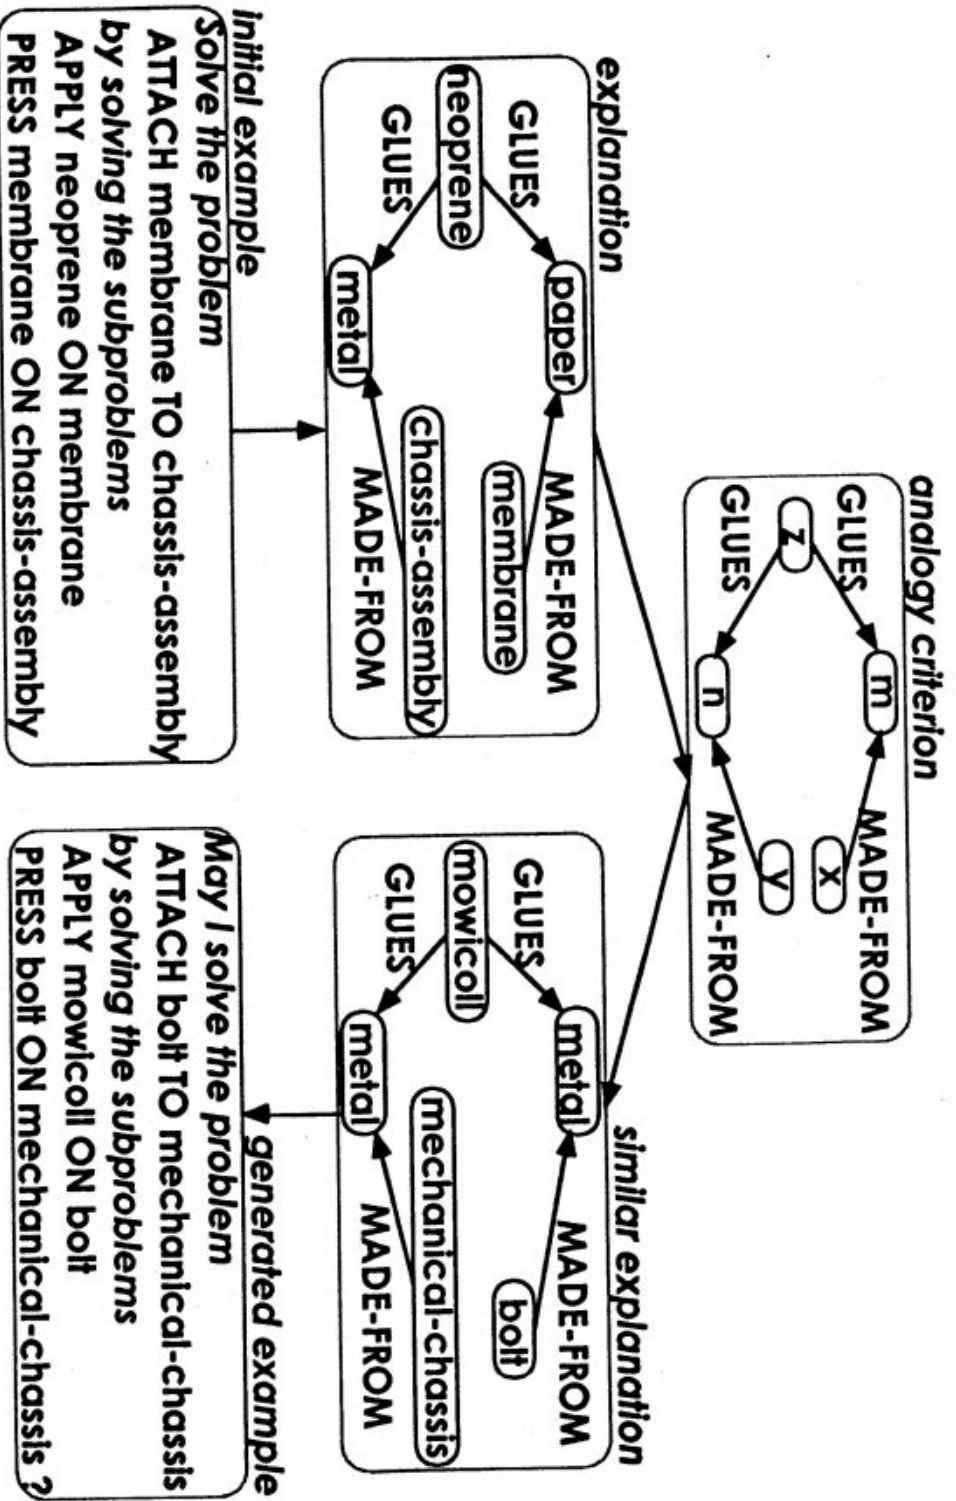 analogy criterion
GLUES
m
MADE-FROM
z
x
y
GLUES
n
MADE-FROM
explanation
GLUES
paper
MADE-FROM
neoprene
membrane
chassis-assembly
GLUES
metal
MADE-FROM
similar explanation
GLUES
metal
MADE-FROM
mowicoll
bolt
mechanical-chassis
GLUES
metal
MADE-FROM
initial example
Solve the problem
ATTACH membrane TO chassis-assembly
by solving the subproblems
APPLY neoprene ON membrane
PRESS membrane ON chassis-assembly
generated example
May I solve the problem
ATTACH bolt TO mechanical-chassis
by solving the subproblems
APPLY mowicoll ON bolt
PRESS bolt ON mechanical-chassis ?